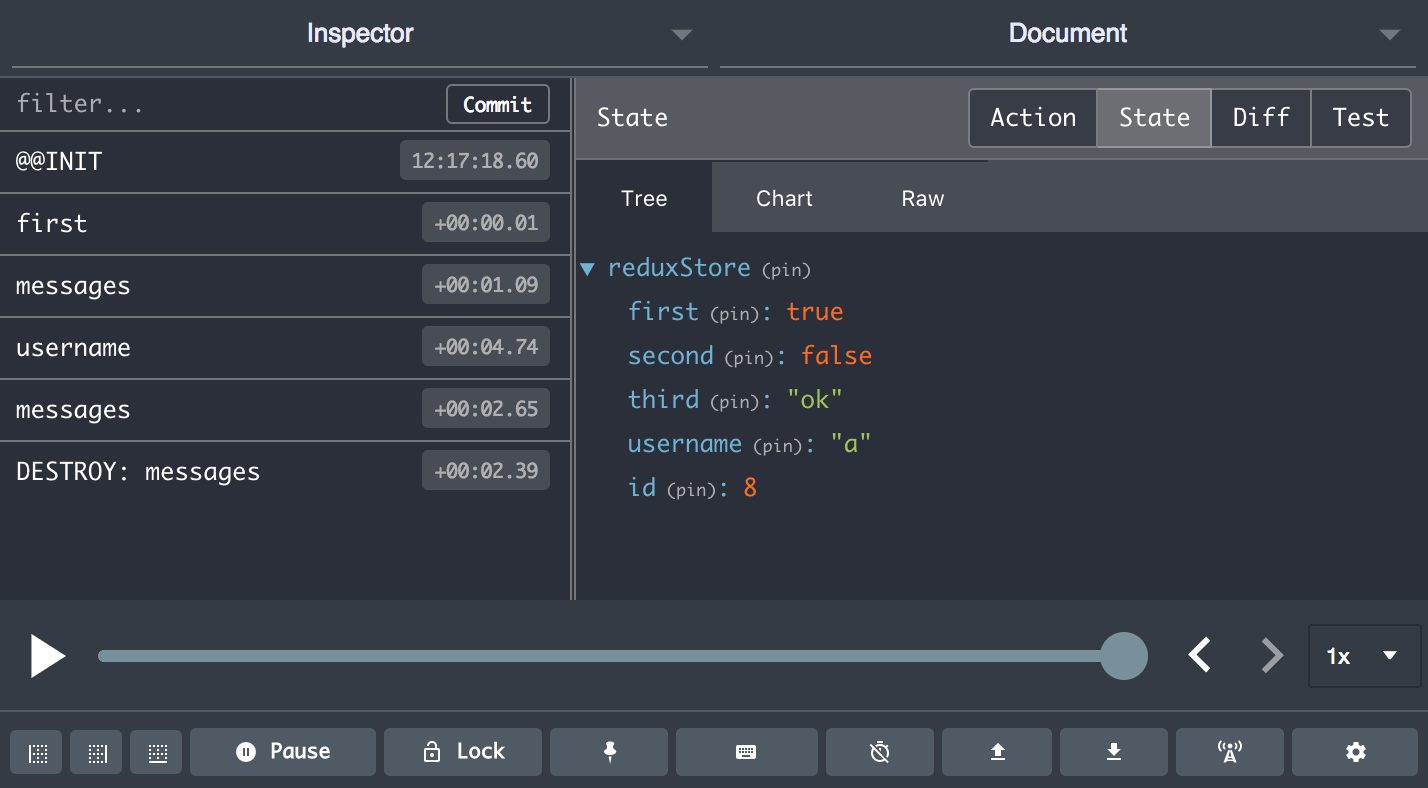 Inspector Document
filter... Commit
@@INIT 12:17:18.60
first +00:00.01
messages +00:01.09
username +00:04.74
messages +00:02.65
DESTROY: messages +00:02.39
State Action State Diff Test
Tree Chart Raw
reduxStore (pin)
first (pin): true
second (pin): false
third (pin): "ok"
username (pin): "a"
id (pin): 8
1x
Pause Lock